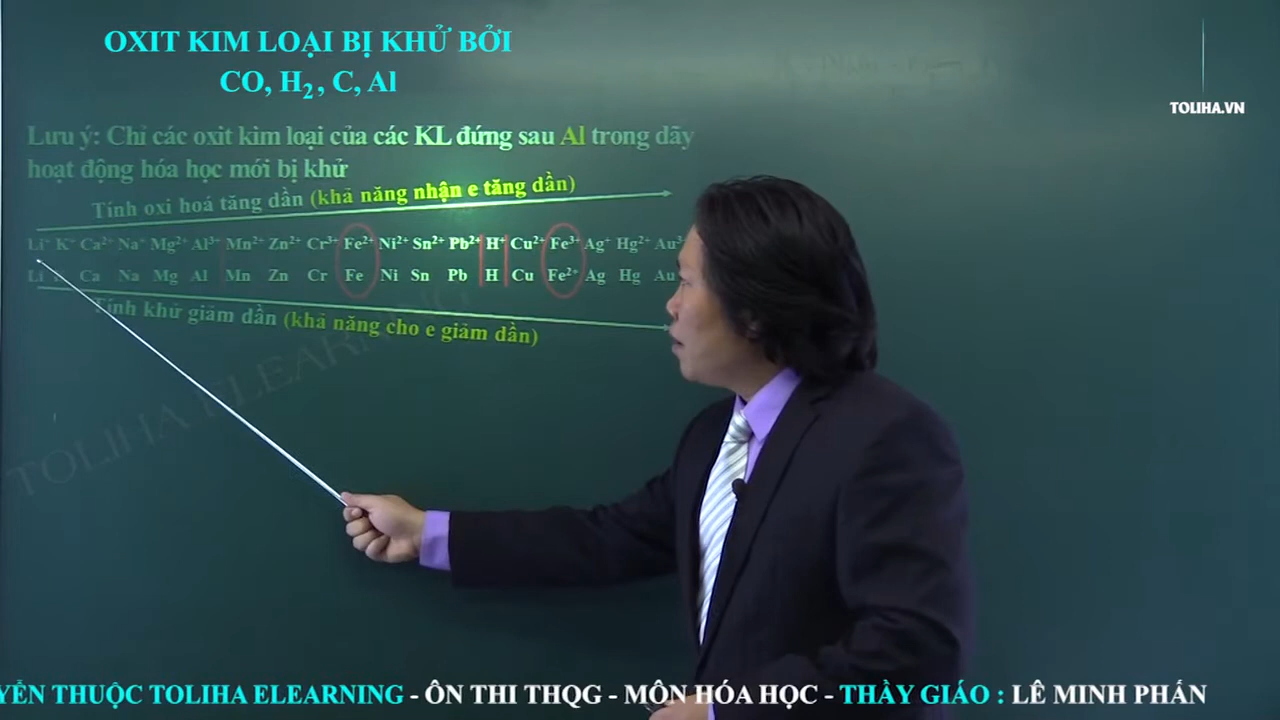 OXIT KIM LOẠI BỊ KHỬ BỞI
CO, H₂, C, Al
TOLIHA.VN
Lưu ý: Chỉ các oxit kim loại của các KL đứng sau Al trong dãy
hoạt động hóa học mới bị khử
Tính oxi hoá tăng dần (khả năng nhận e tăng dần)
Li⁺ K⁺ Ca²⁺ Na⁺ Mg²⁺ Al³⁺ Mn²⁺ Zn²⁺ Cr³⁺ Fe²⁺ Ni²⁺ Sn²⁺ Pb²⁺ H⁺ Cu²⁺ Fe³⁺ Ag⁺ Hg²⁺ Au³
Li Ca Na Mg Al Mn Zn Cr Fe Ni Sn Pb H Cu Fe²⁺ Ag Hg Au
Tính khử giảm dần (khả năng cho e giảm dần)
TOLIHA ELEARNING
YỂN THUỘC TOLIHA ELEARNING - ÔN THI THQG - MÔN HÓA HỌC - THẦY GIÁO : LÊ MINH PHẤN